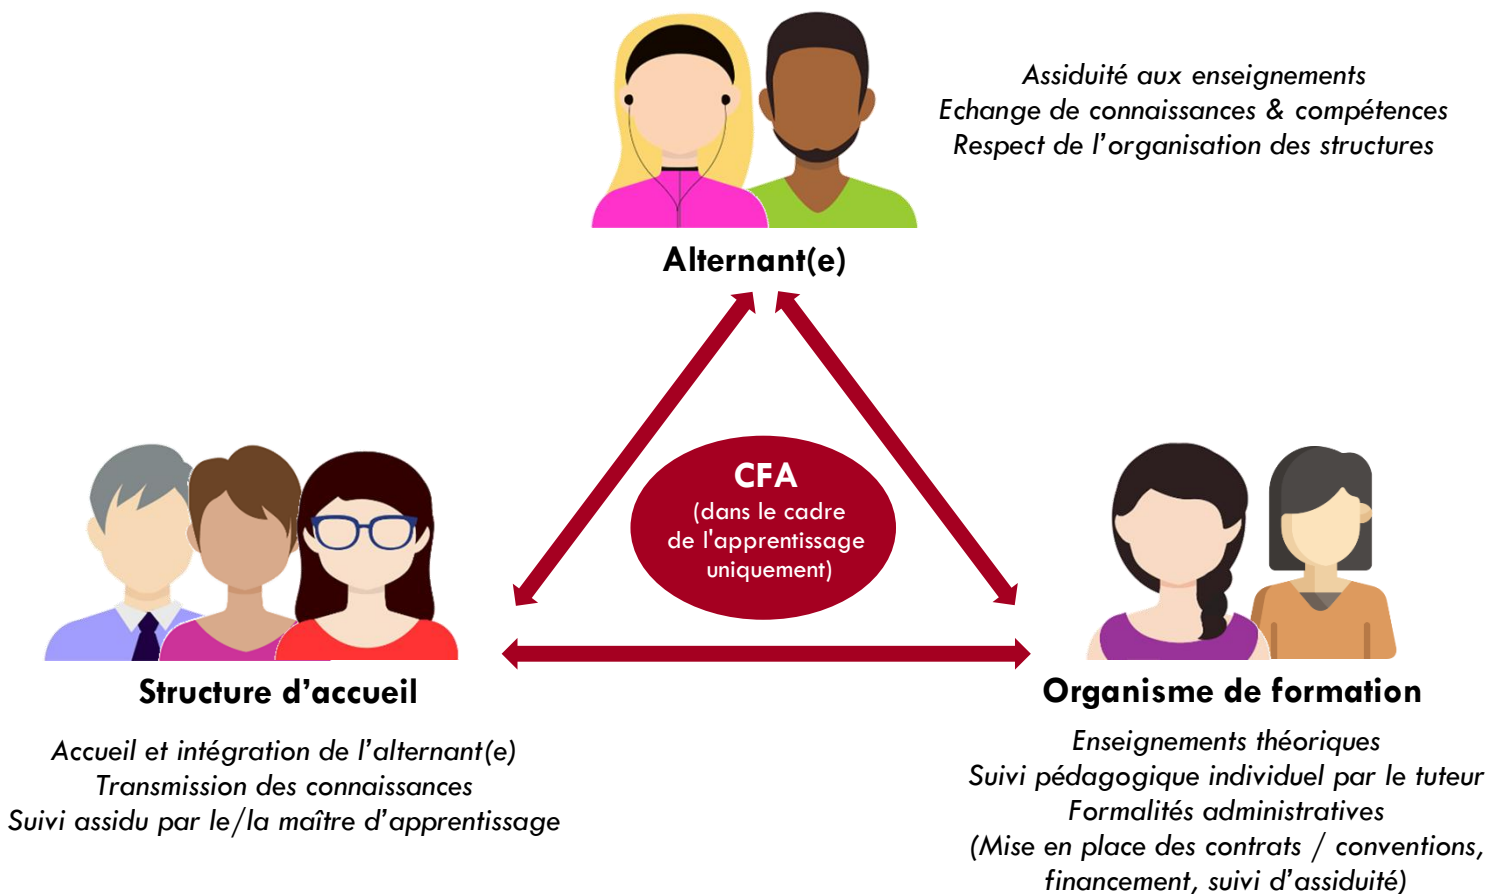 Assiduité aux enseignements
Echange de connaissances & compétences
Respect de l’organisation des structures
Alternant(e)
CFA
(dans le cadre
de l'apprentissage
uniquement)
Structure d’accueil
Accueil et intégration de l’alternant(e)
Transmission des connaissances
Suivi assidu par le/la maître d’apprentissage
Organisme de formation
Enseignements théoriques
Suivi pédagogique individuel par le tuteur
Formalités administratives
(Mise en place des contrats / conventions,
financement, suivi d’assiduité)